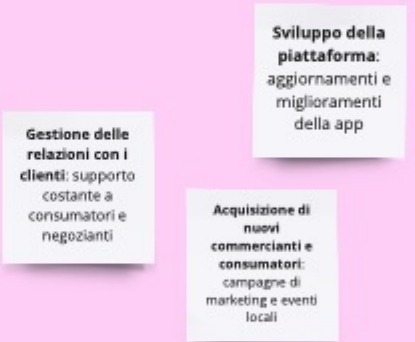 Sviluppo della
piattaforma:
aggiornamenti e
miglioramenti
della app
Gestione delle
relazioni con i
clienti: supporto
costante a
consumatori e
negozianti
Acquisizione di
nuovi
commercianti e
consumatori:
campagne di
marketing e eventi
locali